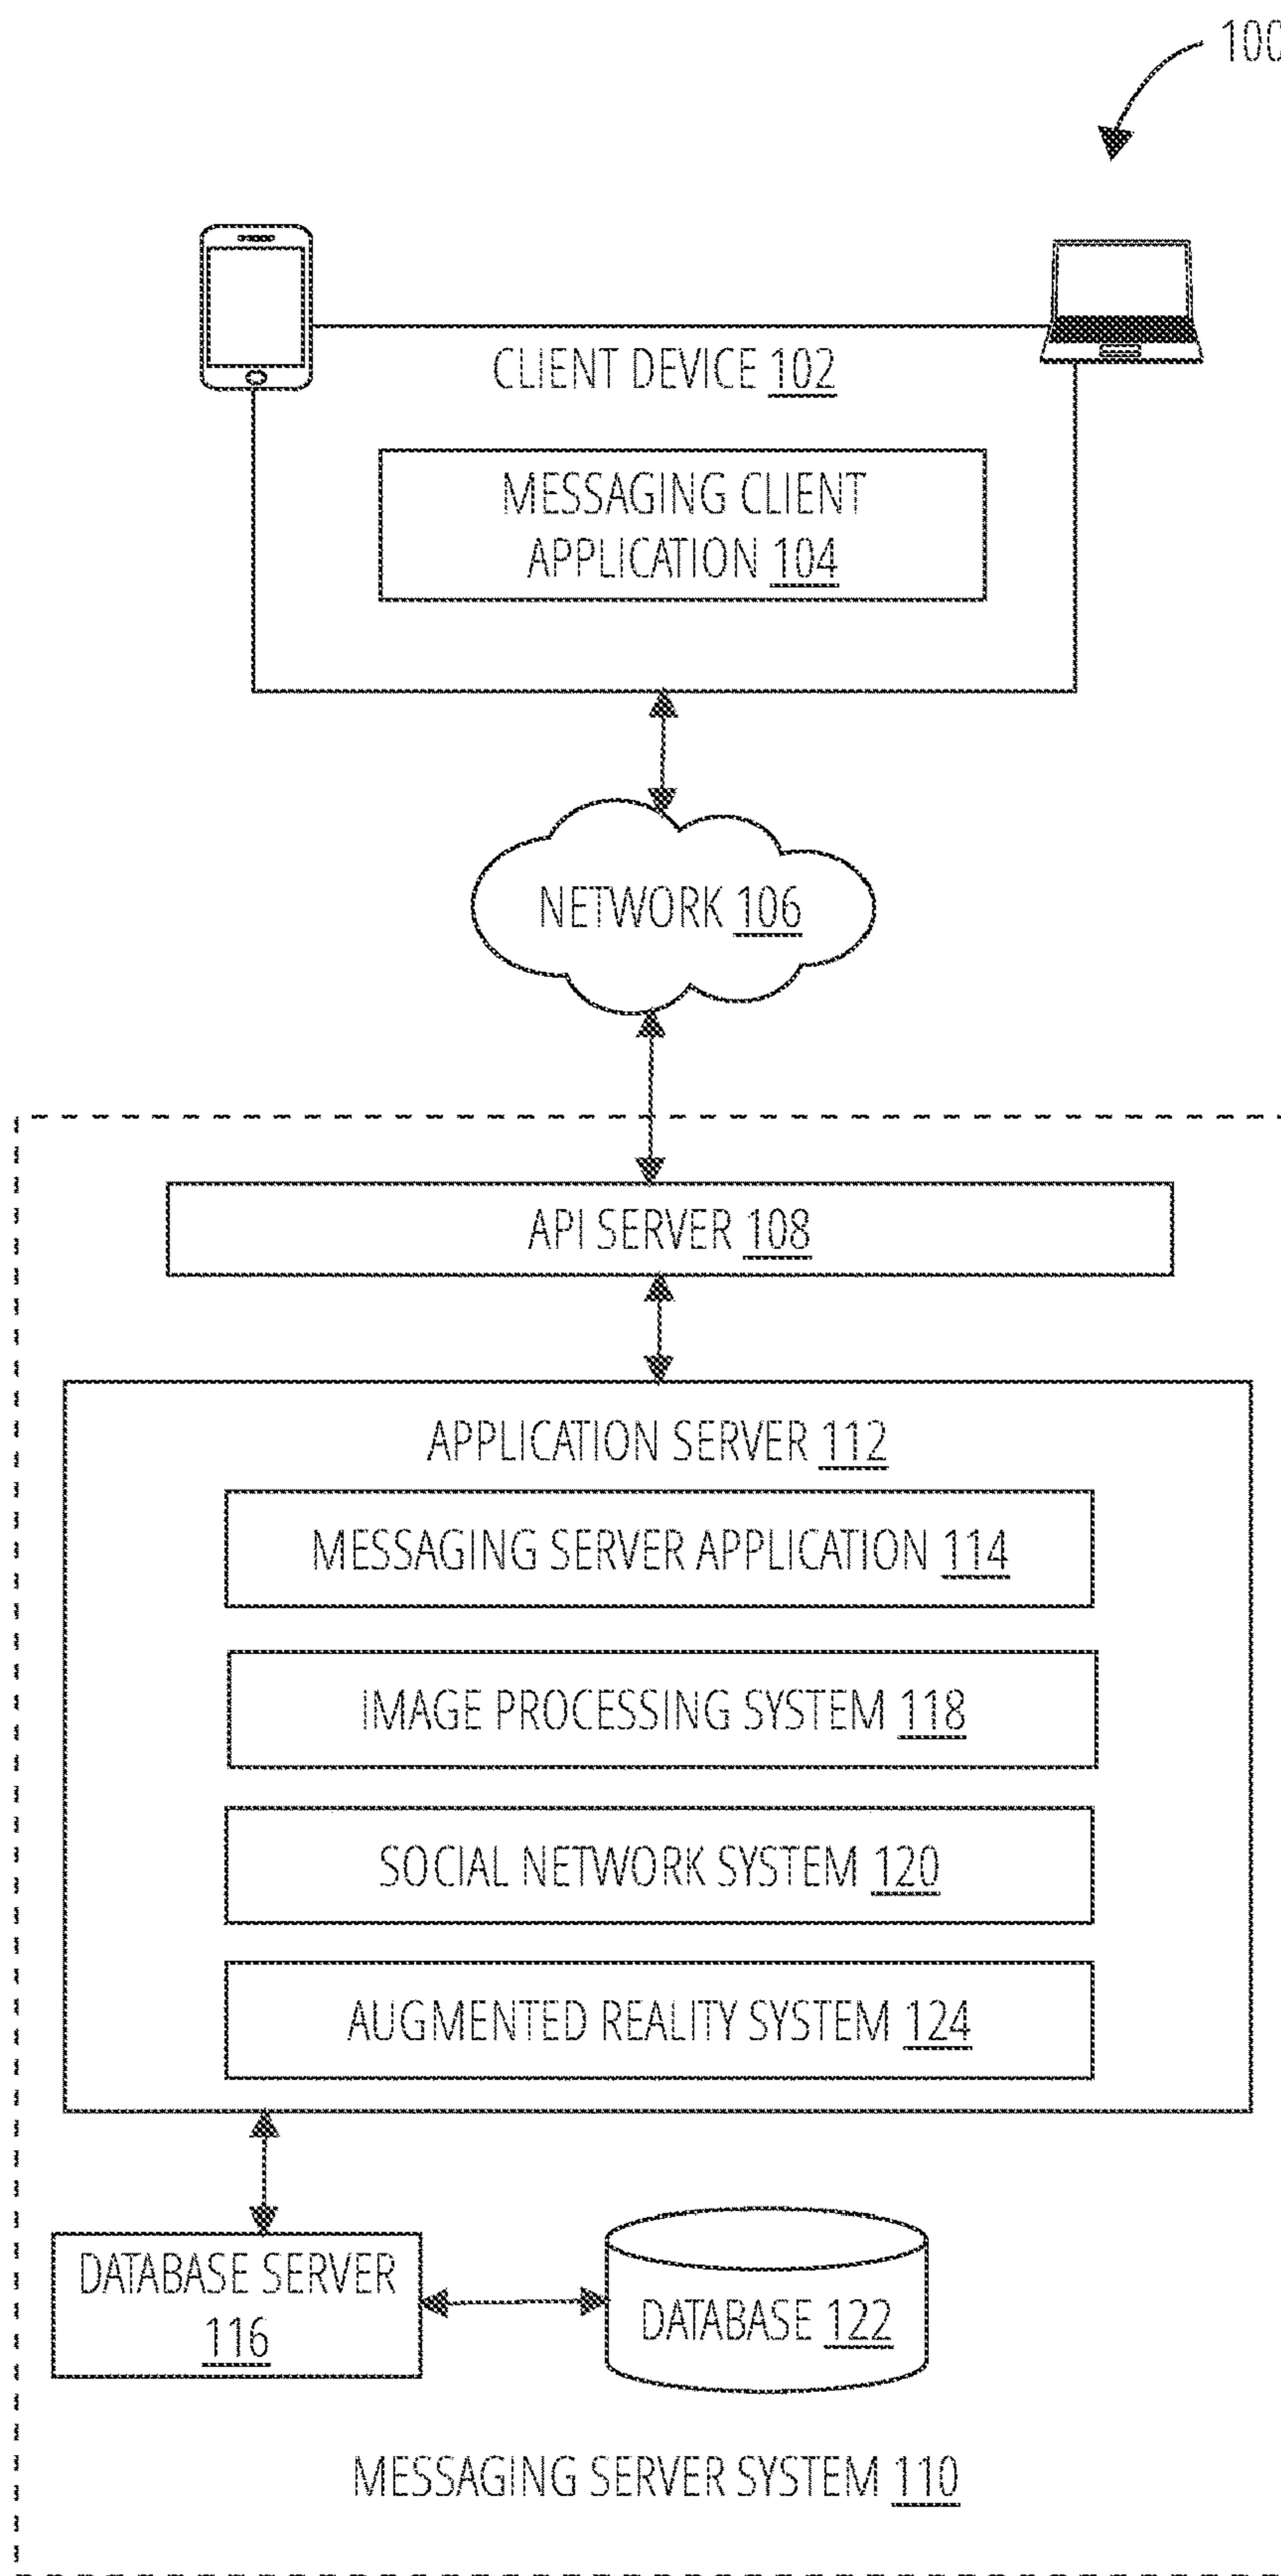 100
CLIENT DEVICE 102
MESSAGING CLIENT
APPLICATION 104
NETWORK 106
API SERVER 108
APPLICATION SERVER 112
MESSAGING SERVER APPLICATION 114
IMAGE PROCESSING SYSTEM 118
SOCIAL NETWORK SYSTEM 120
AUGMENTED REALITY SYSTEM 124
DATABASE SERVER
116
DATABASE 122
MESSAGING SERVER SYSTEM 110